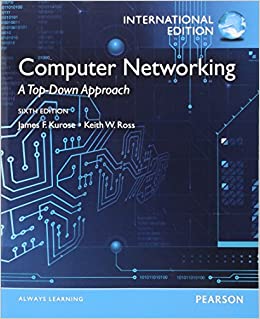 INTERNATIONAL
EDITION
Computer Networking
A Top-Down Approach
SIXTH EDITION
James F. Kurose • Keith W. Ross
ALWAYS LEARNING
PEARSON